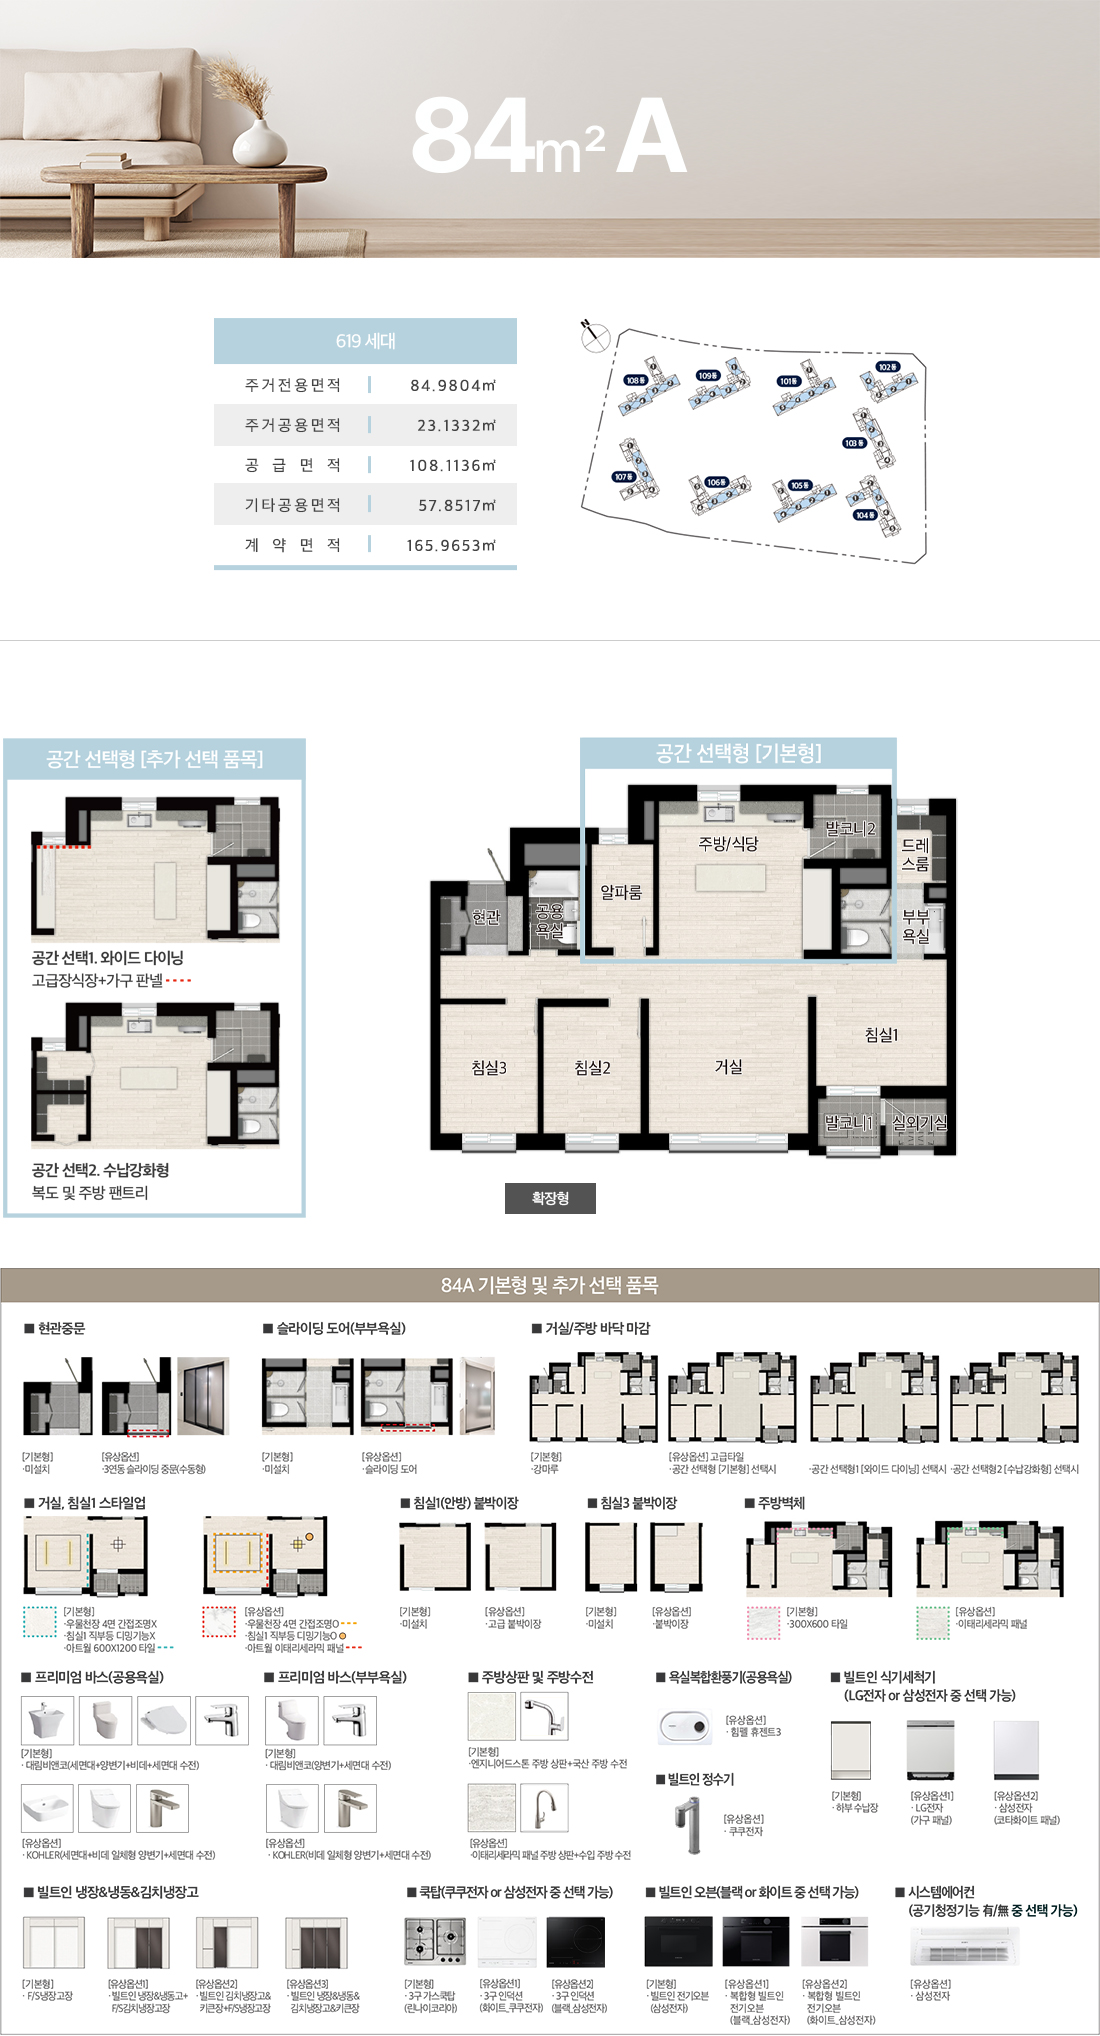 84m² A
619 세대
주거전용면적 84.9804㎡
주거공용면적 23.1332㎡
공 급 면 적 108.1136㎡
기타공용면적 57.8517㎡
계 약 면 적 165.9653㎡
N
108동
109동
101동
102동
103동
107동
106동
105동
104동
공간 선택형 [추가 선택 품목]
공간 선택1. 와이드 다이닝
고급장식장+가구 판넬
공간 선택2. 수납강화형
복도 및 주방 팬트리
공간 선택형 [기본형]
주방/식당
발코니2
드레
스룸
알파룸
현관
공용
욕실
부부
욕실
침실3
침실2
거실
침실1
발코니1
실외기실
확장형
84A 기본형 및 추가 선택 품목
■ 현관중문
[기본형]
·미설치
[유상옵션]
·3연동 슬라이딩 중문(수동형)
■ 슬라이딩 도어(부부욕실)
[기본형]
·미설치
[유상옵션]
·슬라이딩 도어
■ 거실/주방 바닥 마감
[기본형]
·강마루
[유상옵션] 고급타일
·공간 선택형 [기본형] 선택시
·공간 선택형1 [와이드 다이닝] 선택시
·공간 선택형2 [수납강화형] 선택시
■ 거실, 침실1 스타일업
[기본형]
·우물천장 4면 간접조명X
·침실1 직부등 디밍기능X
·아트월 600X1200 타일
[유상옵션]
·우물천장 4면 간접조명O
·침실1 직부등 디밍기능O
·아트월 이태리세라믹 패널
■ 침실1(안방) 붙박이장
[기본형]
·미설치
[유상옵션]
·고급 붙박이장
■ 침실3 붙박이장
[기본형]
·미설치
[유상옵션]
·붙박이장
■ 주방벽체
[기본형]
·300X600 타일
[유상옵션]
·이태리세라믹 패널
■ 프리미엄 바스(공용욕실)
[기본형]
· 대림비앤코(세면대+양변기+비데+세면대 수전)
[유상옵션]
· KOHLER(세면대+비데 일체형 양변기+세면대 수전)
■ 프리미엄 바스(부부욕실)
[기본형]
· 대림비앤코(양변기+세면대 수전)
[유상옵션]
· KOHLER(비데 일체형 양변기+세면대 수전)
■ 주방상판 및 주방수전
[기본형]
·엔지니어드스톤 주방 상판+국산 주방 수전
[유상옵션]
·이태리세라믹 패널 주방 상판+수입 주방 수전
■ 욕실복합환풍기(공용욕실)
[유상옵션]
· 힘펠 휴젠트3
■ 빌트인 정수기
[유상옵션]
· 쿠쿠전자
■ 빌트인 식기세척기
(LG전자 or 삼성전자 중 선택 가능)
[기본형]
· 하부 수납장
[유상옵션1]
· LG전자
(가구 패널)
[유상옵션2]
· 삼성전자
(코타화이트 패널)
■ 빌트인 냉장&냉동&김치냉장고
[기본형]
· F/S냉장고장
[유상옵션1]
· 빌트인 냉장&냉동고+
F/S김치냉장고장
[유상옵션2]
· 빌트인 김치냉장고&
키큰장+F/S냉장고장
[유상옵션3]
· 빌트인 냉장&냉동&
김치냉장고&키큰장
■ 쿡탑(쿠쿠전자 or 삼성전자 중 선택 가능)
[기본형]
· 3구 가스쿡탑
(린나이코리아)
[유상옵션1]
· 3구 인덕션
(화이트_쿠쿠전자)
[유상옵션2]
· 3구 인덕션
(블랙_삼성전자)
■ 빌트인 오븐(블랙 or 화이트 중 선택 가능)
[기본형]
· 빌트인 전기오븐
(삼성전자)
[유상옵션1]
· 복합형 빌트인
전기오븐
(블랙_삼성전자)
[유상옵션2]
· 복합형 빌트인
전기오븐
(화이트_삼성전자)
■ 시스템에어컨
(공기청정기능 有/無 중 선택 가능)
[유상옵션]
· 삼성전자